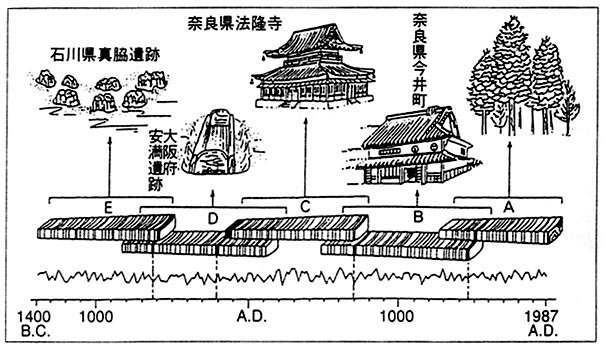 石川県真脇遺跡
奈良県法隆寺
大阪府
安満遺跡
奈良県今井町
E
D
C
B
A
1400
B.C.
1000
A.D.
1000
1987
A.D.